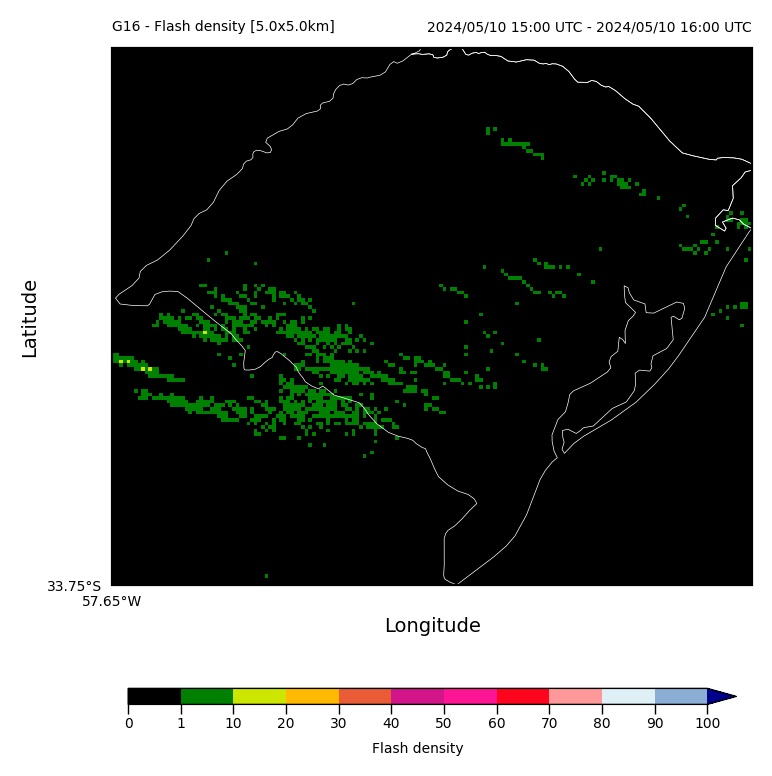 G16 - Flash density [5.0x5.0km]
2024/05/10 15:00 UTC - 2024/05/10 16:00 UTC
Latitude
33.75°S
57.65°W
Longitude
0 1 10 20 30 40 50 60 70 80 90 100
Flash density